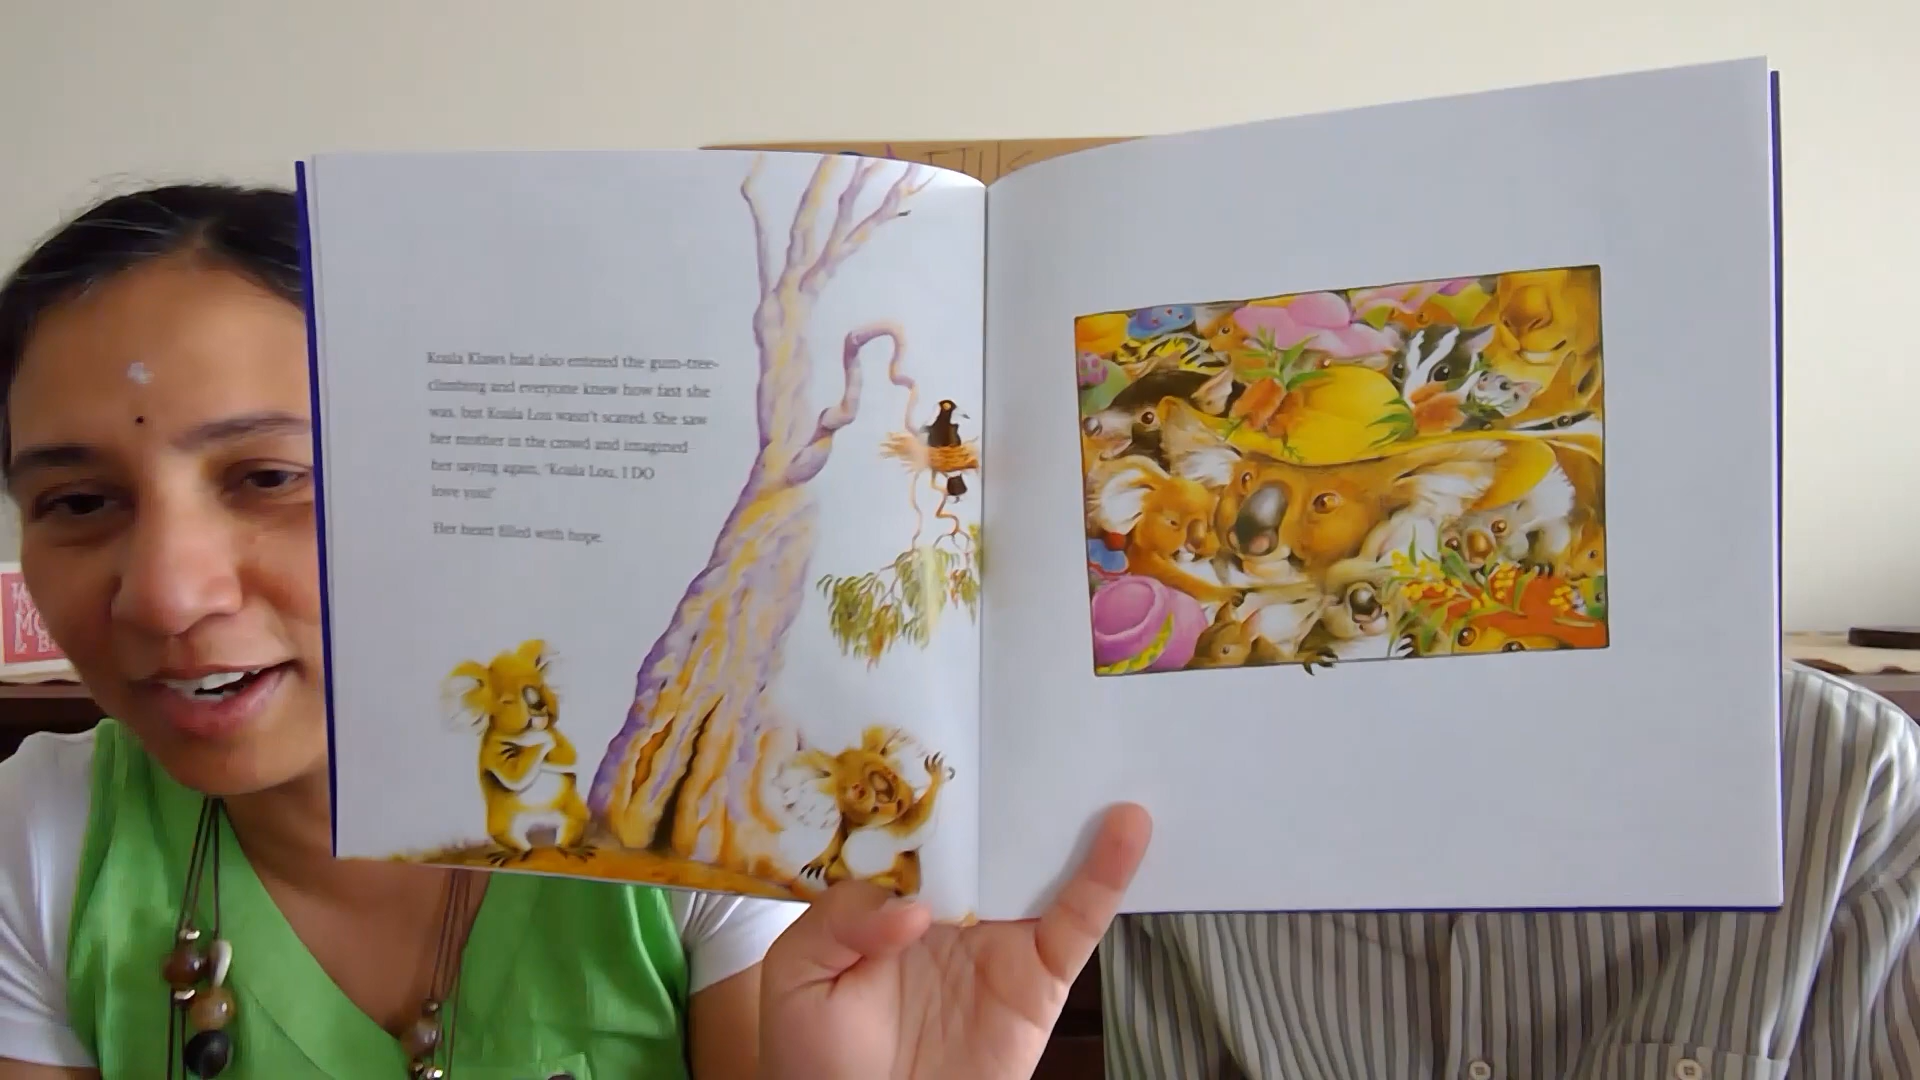 Koala Klaws had also entered the gum-tree-
climbing and everyone knew how fast she
was, but Koala Lou wasn't scared. She saw
her mother in the crowd and imagined
her saying again, 'Koala Lou, I DO
love you!'
Her heart filled with hope.